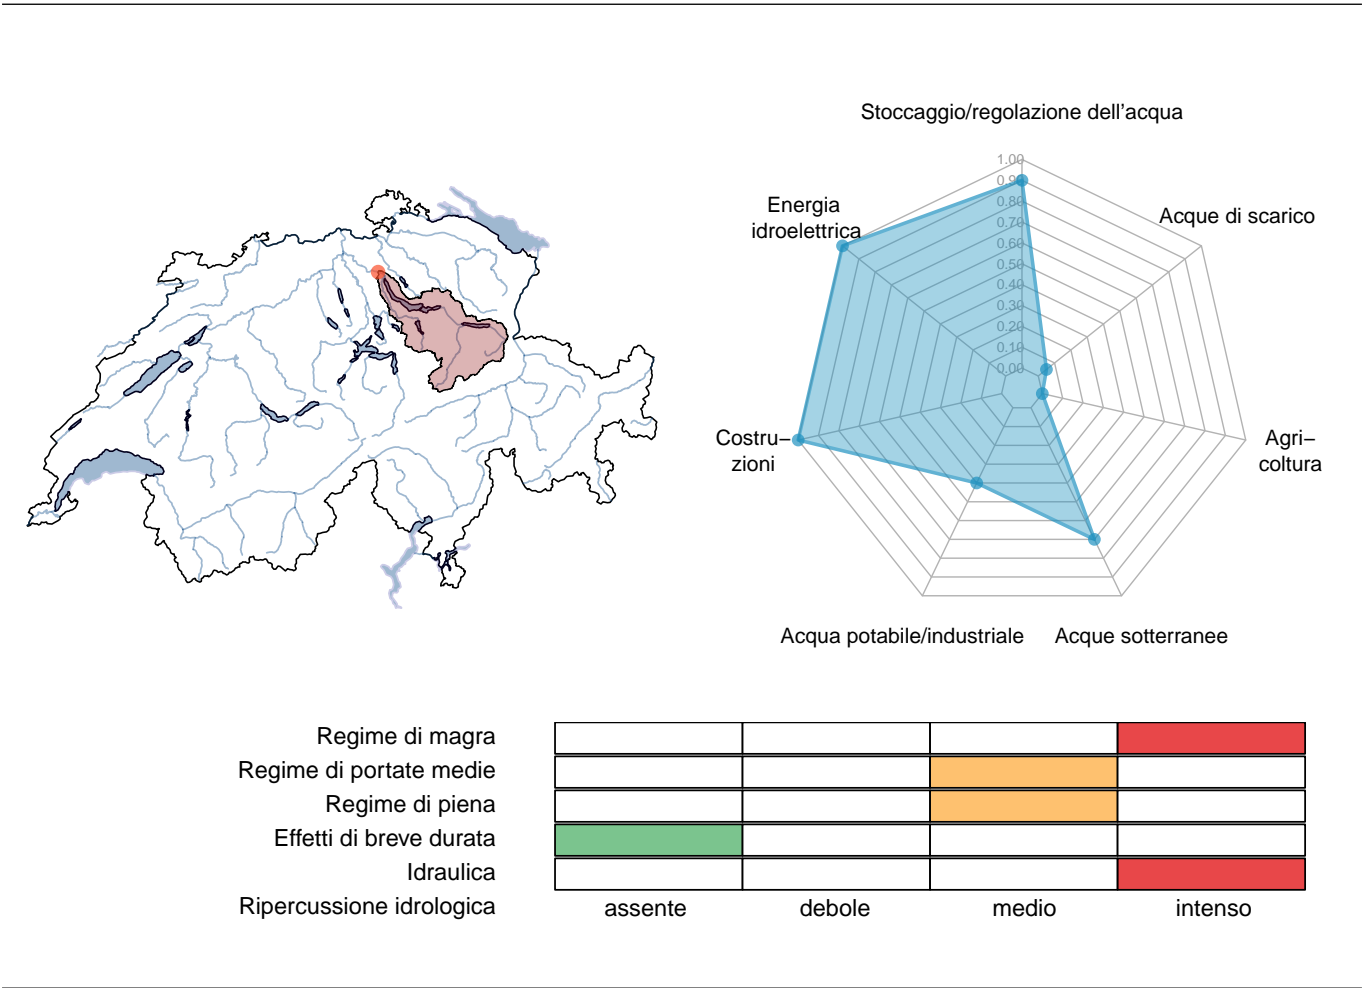 Stoccaggio/regolazione dell’acqua
1.00
0.90
0.80
0.70
0.60
0.50
0.40
0.30
0.20
0.10
0.00
Energia
idroelettrica
Acque di scarico
Costru–
zioni
Agri–
coltura
Acqua potabile/industriale
Acque sotterranee
Regime di magra
Regime di portate medie
Regime di piena
Effetti di breve durata
Idraulica
Ripercussione idrologica assente debole medio intenso